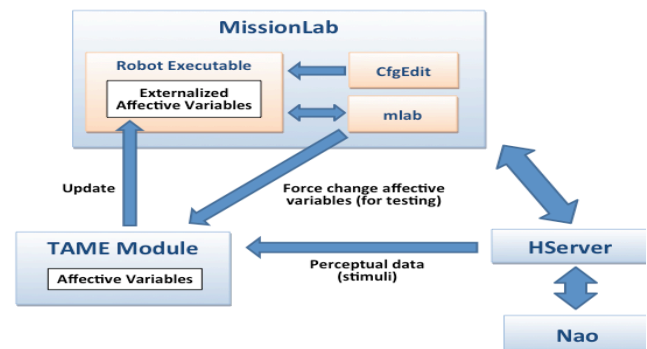 MissionLab
Robot Executable
Externalized
Affective Variables
CfgEdit
mlab
Update
Force change affective
variables (for testing)
TAME Module
Affective Variables
Perceptual data
(stimuli)
HServer
Nao